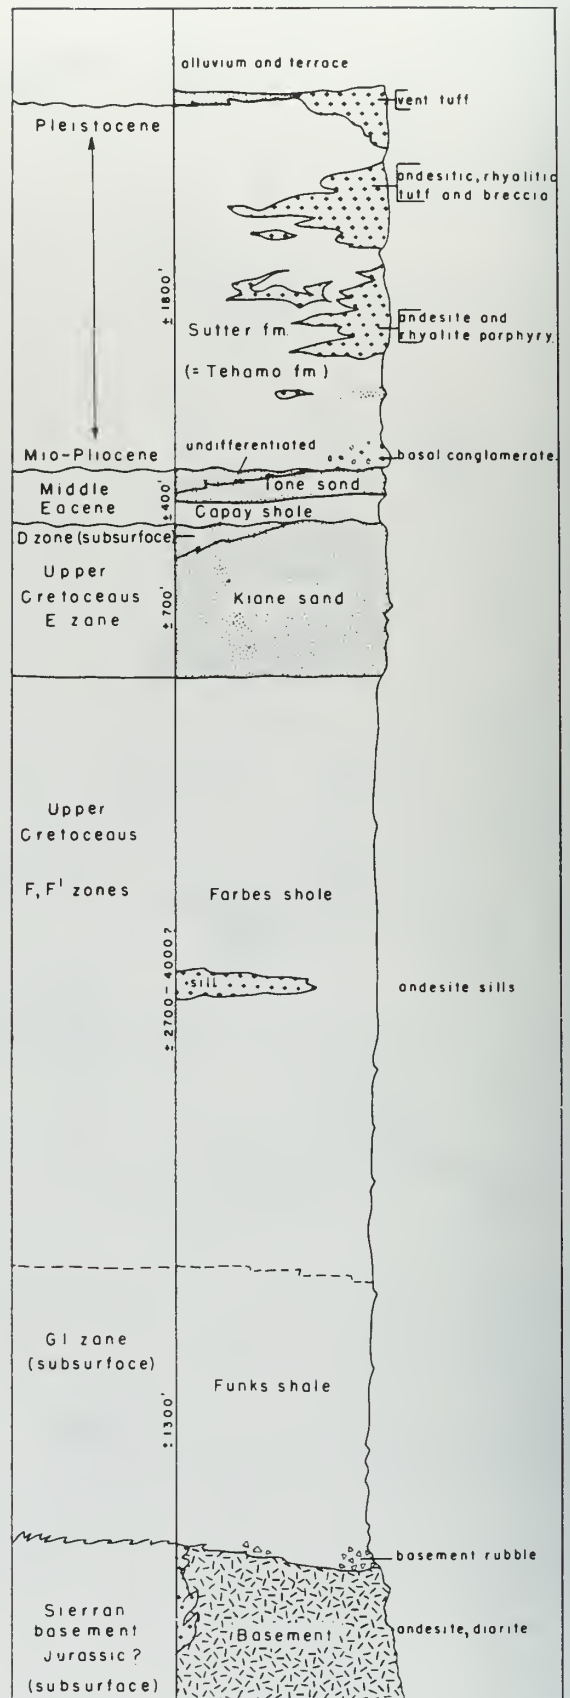 alluvium and terrace
vent tuff
Pleistocene
andesitic, rhyolitic
tuff and breccia
± 1800'
Sutter fm.
andesite and
rhyolite porphyry
(= Tehama fm.)
undifferentiated
Mio-Pliocene
basal conglomerate
Middle
Eocene
± 400'
Ione sand
Capay shale
D zone (subsurface)
Upper
Cretaceous
E zone
± 700'
Kione sand
Upper
Cretaceous
F, F' zones
Forbes shale
± 2700-4000?
sill
andesite sills
G1 zone
(subsurface)
Funks shale
± 1300'
basement rubble
Sierran
basement
Jurassic?
(subsurface)
Basement
andesite, diorite